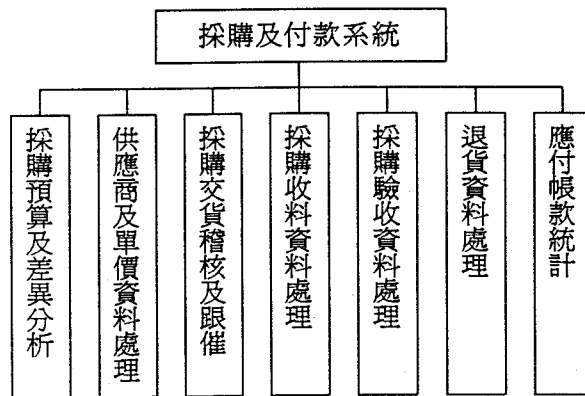 採購及付款系統
採購預算及差異分析
供應商及單價資料處理
採購交貨稽核及跟催
採購收料資料處理
採購驗收資料處理
退貨資料處理
應付帳款統計